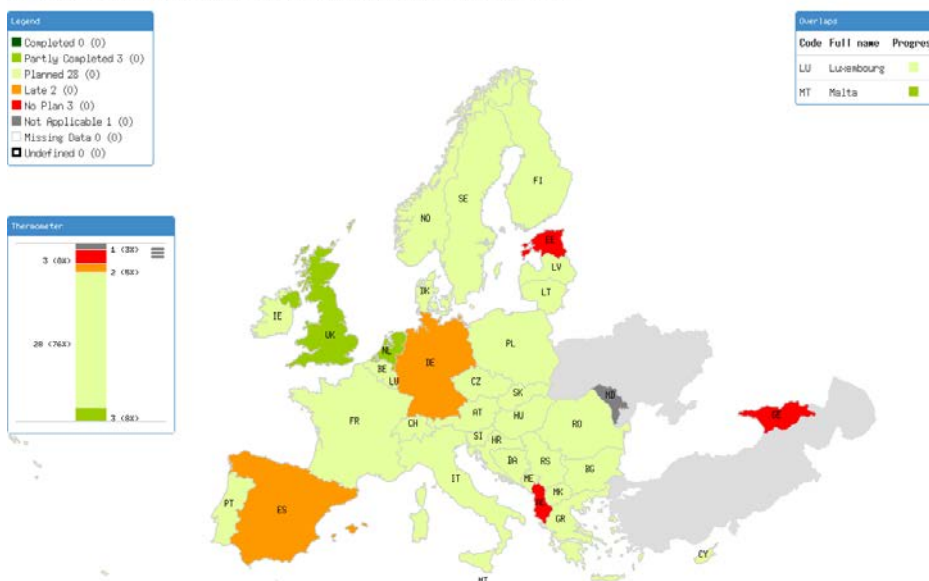 Legend
Completed 0 (0)
Partly Completed 3 (0)
Planned 28 (0)
Late 2 (0)
No Plan 3 (0)
Not Applicable 1 (0)
Missing Data 0 (0)
Undefined 0 (0)
Overlaps
Code Full name Progres
LU Luxembourg
MT Malta
Thermometer
1 (3%)
3 (8%)
2 (5%)
28 (76%)
3 (8%)
FI
SE
NO
EE
LV
LT
DK
IE
UK
NL
BE
LU
DE
PL
CZ
SK
AT
HU
CH
FR
SI
HR
RO
MD
BA
RS
BG
IT
ME
MK
GR
PT
ES
GE
CY
MT